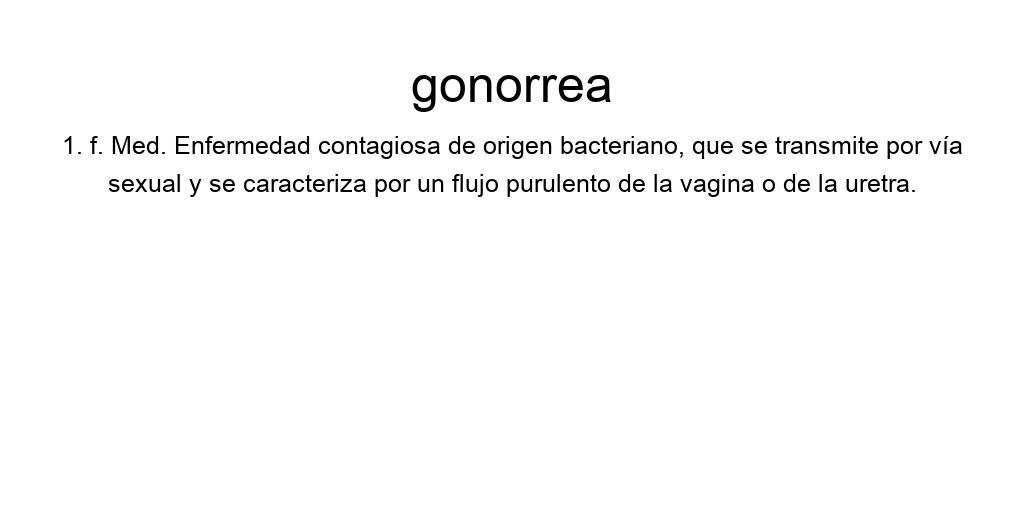 gonorrea
1. f. Med. Enfermedad contagiosa de origen bacteriano, que se transmite por vía
sexual y se caracteriza por un flujo purulento de la vagina o de la uretra.